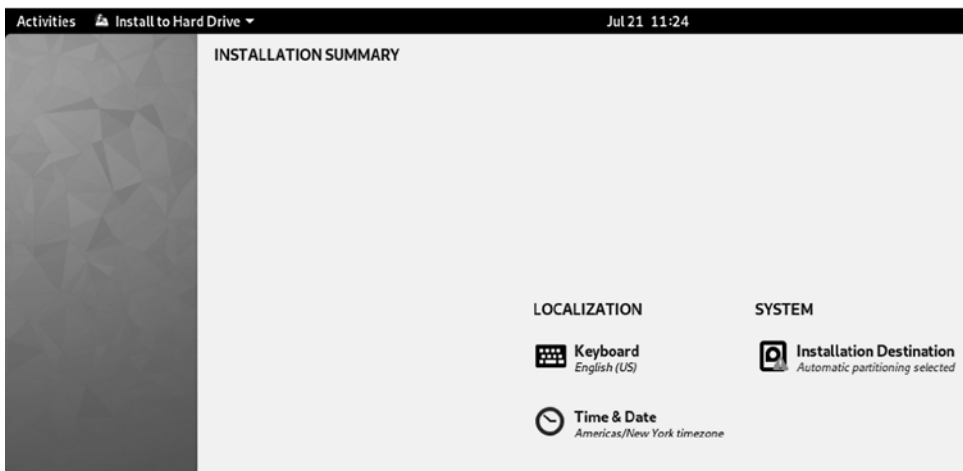 Activities Install to Hard Drive Jul 21 11:24
INSTALLATION SUMMARY
LOCALIZATION
Keyboard
English (US)
Time & Date
Americas/New York timezone
SYSTEM
Installation Destination
Automatic partitioning selected